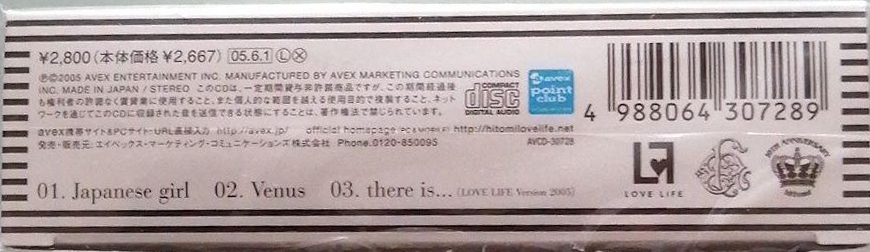 ¥2,800(本体価格 ¥2,667) 05.6.1 Ⓛ Ⓧ
ⓅⒸ2005 AVEX ENTERTAINMENT INC. MANUFACTURED BY AVEX MARKETING COMMUNICATIONS
INC. MADE IN JAPAN / STEREO このCDは、一定期間貸与非許諾商品ですが、この期間経過後
も権利者の許諾なく賃貸業に使用すること、また個人的な範囲を越える使用目的で複製すること、ネット
ワークを通じてこのCDに収録された音を送信できる状態にすることは、著作権法で禁じられています。
avex携帯サイト&PCサイト:URL直接入力 http://avex.jp/ official homepage (PC & MOBILE) http://hitomilovelife.net
発売・販売元:エイベックス・マーケティング・コミュニケーションズ株式会社 Phone.0120-850095 AVCD-30728
COMPACT
disc
DIGITAL AUDIO
avex
point
club
4 988064 307289
LOVE LIFE
10TH ANNIVERSARY
hitomi
01. Japanese girl 02. Venus 03. there is... (LOVE LIFE Version 2005)